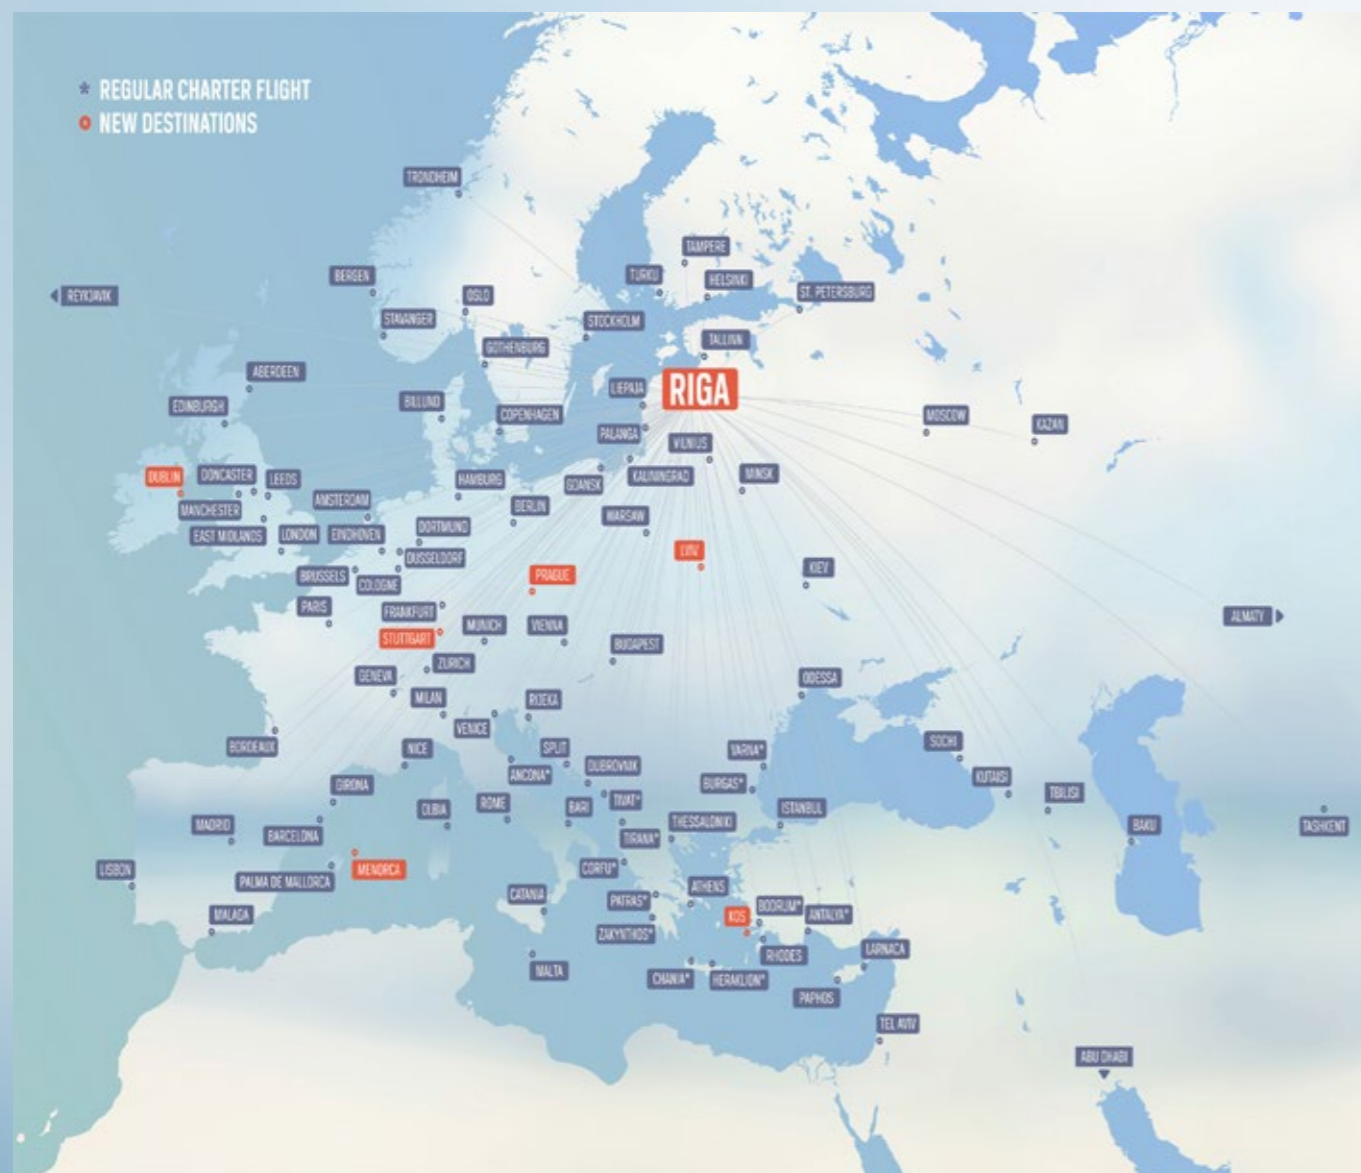 * REGULAR CHARTER FLIGHT
NEW DESTINATIONS
TRONDHEIM
TAMPERE
BERGEN
TURKU
HELSINKI
REYKJAVIK
OSLO
ST. PETERSBURG
STAVANGER
STOCKHOLM
GOTHENBURG
TALLINN
ABERDEEN
LIEPAJA
RIGA
EDINBURGH
BILLUND
COPENHAGEN
MOSCOW
KAZAN
PALANGA
VILNIUS
DUBLIN
DONCASTER
LEEDS
HAMBURG
GDANSK
KALININGRAD
MINSK
MANCHESTER
AMSTERDAM
BERLIN
WARSAW
EAST MIDLANDS
LONDON
EINDHOVEN
DORTMUND
DUSSELDORF
LVIV
BRUSSELS
COLOGNE
PRAGUE
KIEV
PARIS
FRANKFURT
STUTTGART
MUNICH
VIENNA
BUDAPEST
ALMATY
GENEVA
ZURICH
ODESSA
MILAN
RIJEKA
VENICE
BORDEAUX
NICE
SPLIT
VARNA*
SOCHI
ANCONA*
DUBROVNIK
GIRONA
BURGAS*
KUTAISI
OLBIA
ROME
BARI
TIVAT*
ISTANBUL
TBILISI
MADRID
BARCELONA
TIRANA*
THESSALONIKI
BAKU
TASHKENT
LISBON
PALMA DE MALLORCA
MENORCA
CORFU*
CATANIA
PATRAS*
ATHENS
MALAGA
KOS
BODRUM*
ANTALYA*
ZAKYNTHOS*
RHODES
LARNACA
MALTA
CHANIA*
HERAKLION*
PAPHOS
TEL AVIV
ABU DHABI